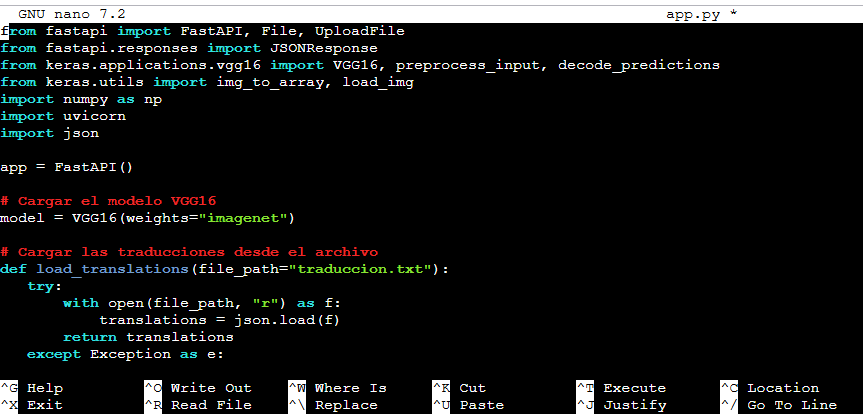 GNU nano 7.2 app.py *
from fastapi import FastAPI, File, UploadFile
from fastapi.responses import JSONResponse
from keras.applications.vgg16 import VGG16, preprocess_input, decode_predictions
from keras.utils import img_to_array, load_img
import numpy as np
import uvicorn
import json

app = FastAPI()

# Cargar el modelo VGG16
model = VGG16(weights="imagenet")

# Cargar las traducciones desde el archivo
def load_translations(file_path="traduccion.txt"):
   try:
       with open(file_path, "r") as f:
           translations = json.load(f)
       return translations
   except Exception as e:

^G Help ^O Write Out ^W Where Is ^K Cut ^T Execute ^C Location
^X Exit ^R Read File ^\ Replace ^U Paste ^J Justify ^/ Go To Line